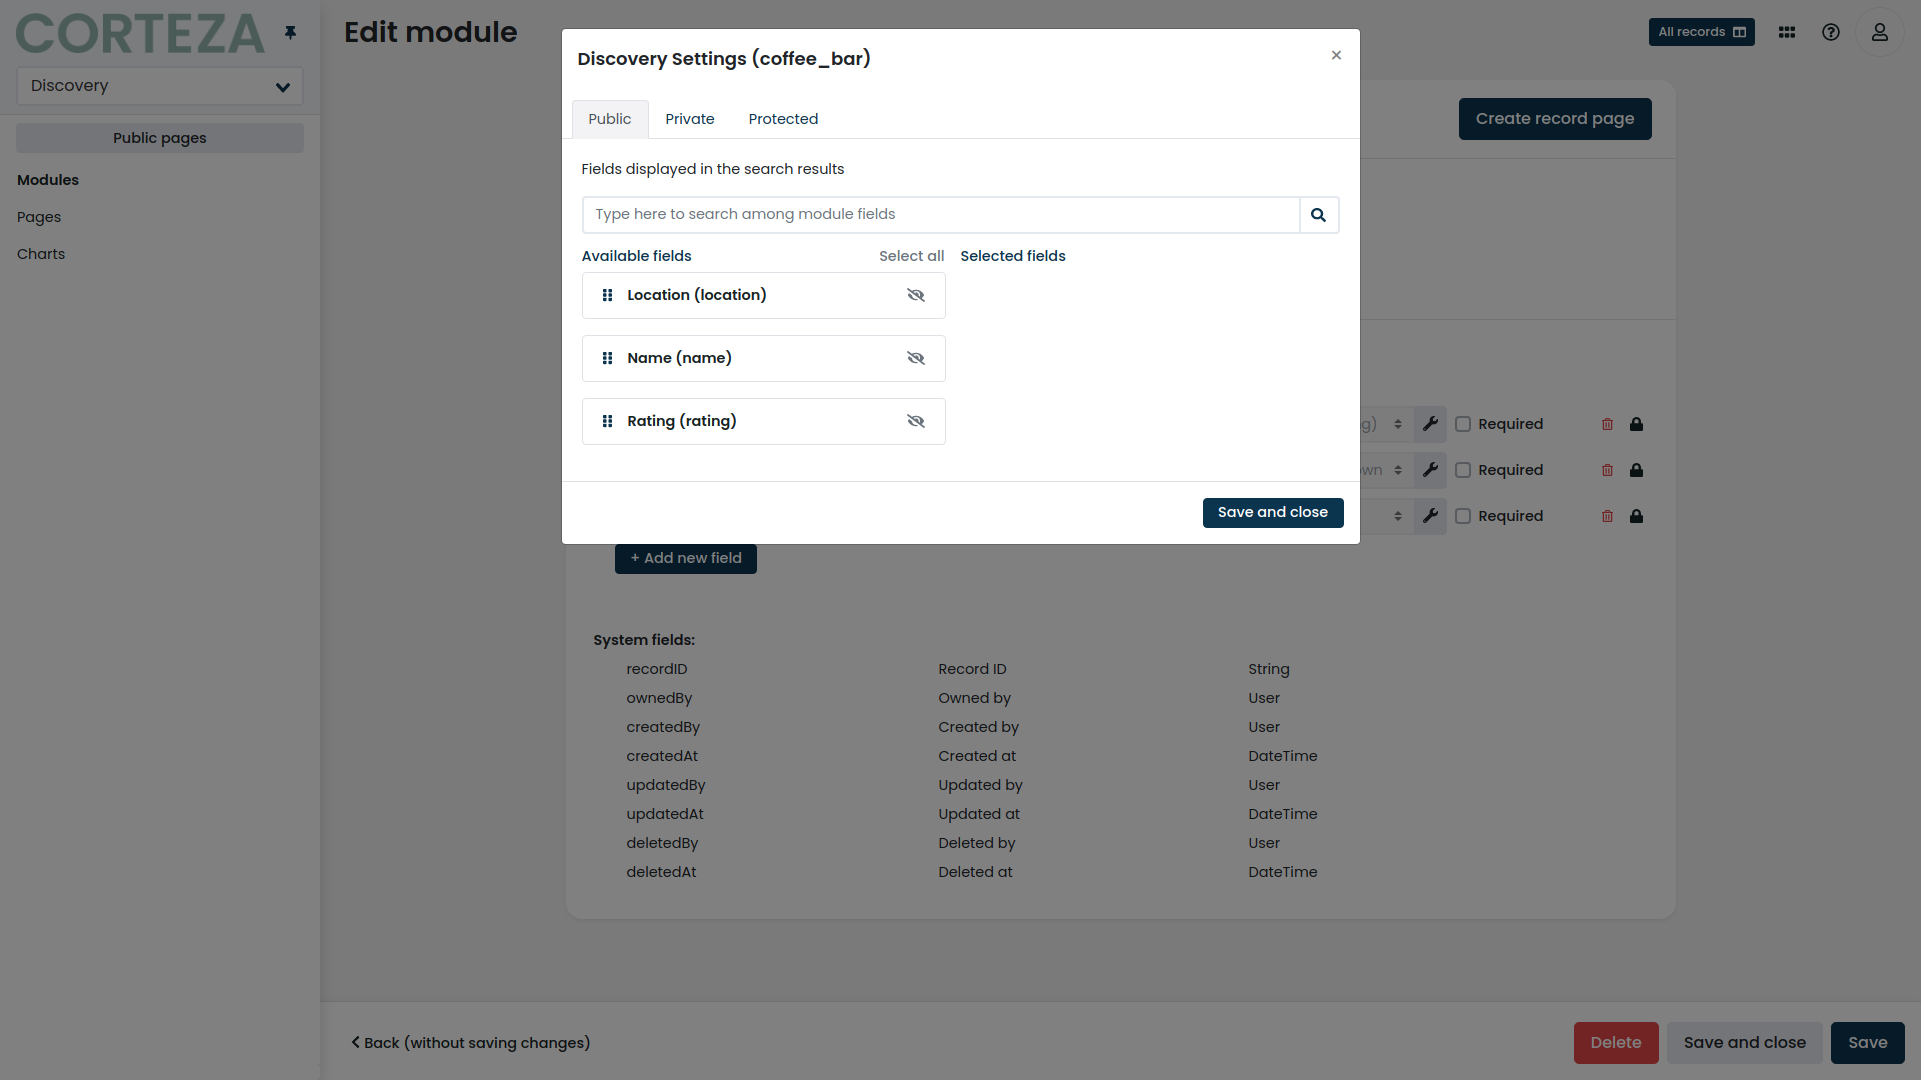 CORTEZA
Edit module
All records
Discovery
Public pages
Modules
Pages
Charts
Discovery Settings (coffee_bar)
×
Public
Private
Protected
Create record page
Fields displayed in the search results
Type here to search among module fields
Available fields
Select all
Selected fields
Location (location)
Name (name)
Rating (rating)
g) Required
wn Required
Required
Save and close
+ Add new field
System fields:
recordID Record ID String
ownedBy Owned by User
createdBy Created by User
createdAt Created at DateTime
updatedBy Updated by User
updatedAt Updated at DateTime
deletedBy Deleted by User
deletedAt Deleted at DateTime
Back (without saving changes)
Delete
Save and close
Save